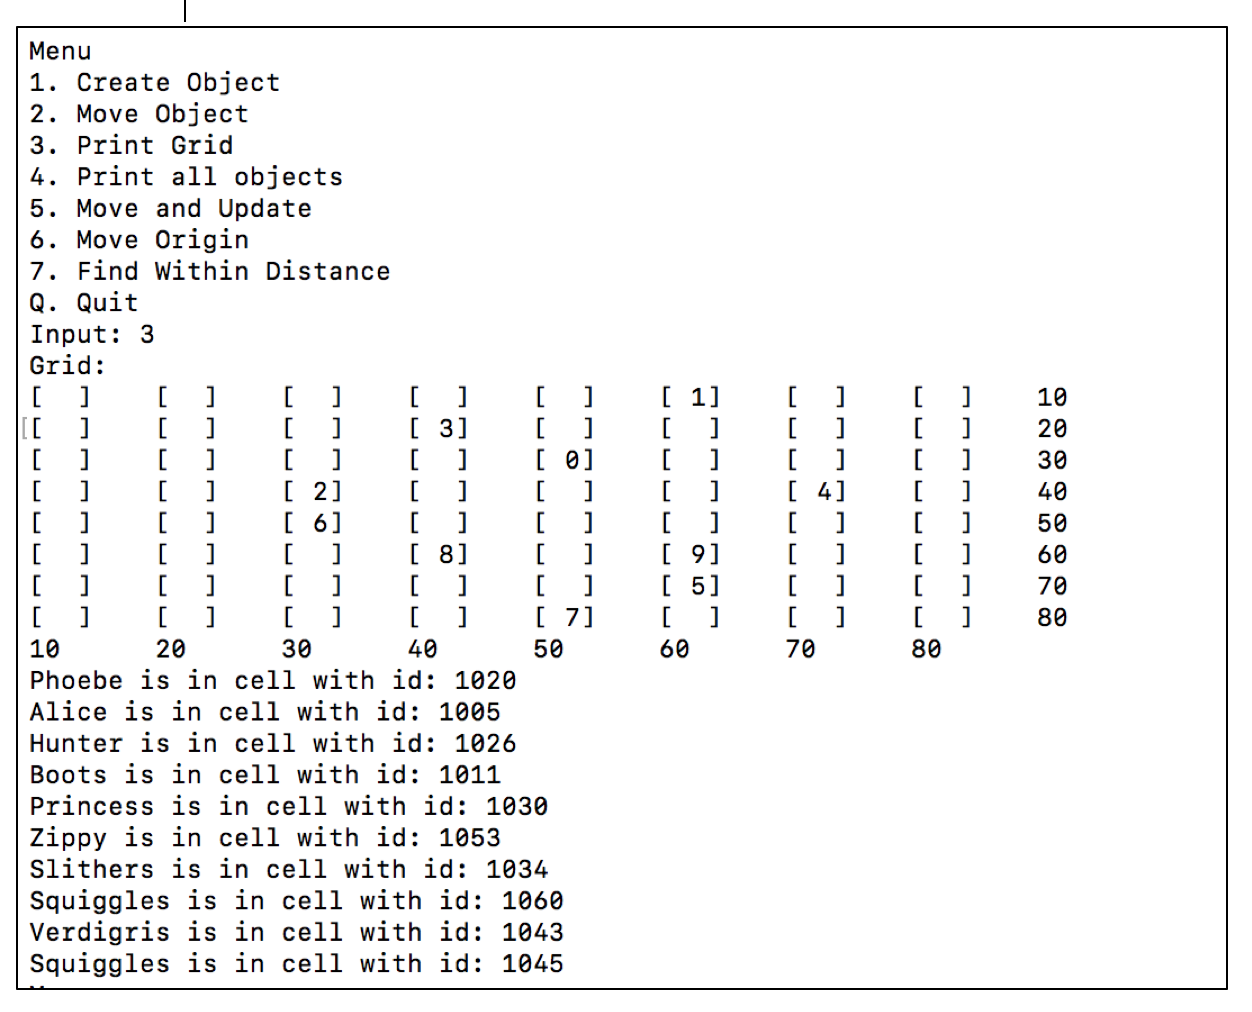 Menu
1. Create Object
2. Move Object
3. Print Grid
4. Print all objects
5. Move and Update
6. Move Origin
7. Find Within Distance
Q. Quit
Input: 3
Grid:
[  ]    [  ]    [  ]    [  ]    [  ]    [ 1]    [  ]    [  ]    10
[[  ]    [  ]    [  ]    [ 3]    [  ]    [  ]    [  ]    [  ]    20
[  ]    [  ]    [  ]    [  ]    [ 0]    [  ]    [  ]    [  ]    30
[  ]    [  ]    [ 2]    [  ]    [  ]    [  ]    [ 4]    [  ]    40
[  ]    [  ]    [ 6]    [  ]    [  ]    [  ]    [  ]    [  ]    50
[  ]    [  ]    [  ]    [ 8]    [  ]    [ 9]    [  ]    [  ]    60
[  ]    [  ]    [  ]    [  ]    [  ]    [ 5]    [  ]    [  ]    70
[  ]    [  ]    [  ]    [  ]    [ 7]    [  ]    [  ]    [  ]    80
10      20      30      40      50      60      70      80
Phoebe is in cell with id: 1020
Alice is in cell with id: 1005
Hunter is in cell with id: 1026
Boots is in cell with id: 1011
Princess is in cell with id: 1030
Zippy is in cell with id: 1053
Slithers is in cell with id: 1034
Squiggles is in cell with id: 1060
Verdigris is in cell with id: 1043
Squiggles is in cell with id: 1045